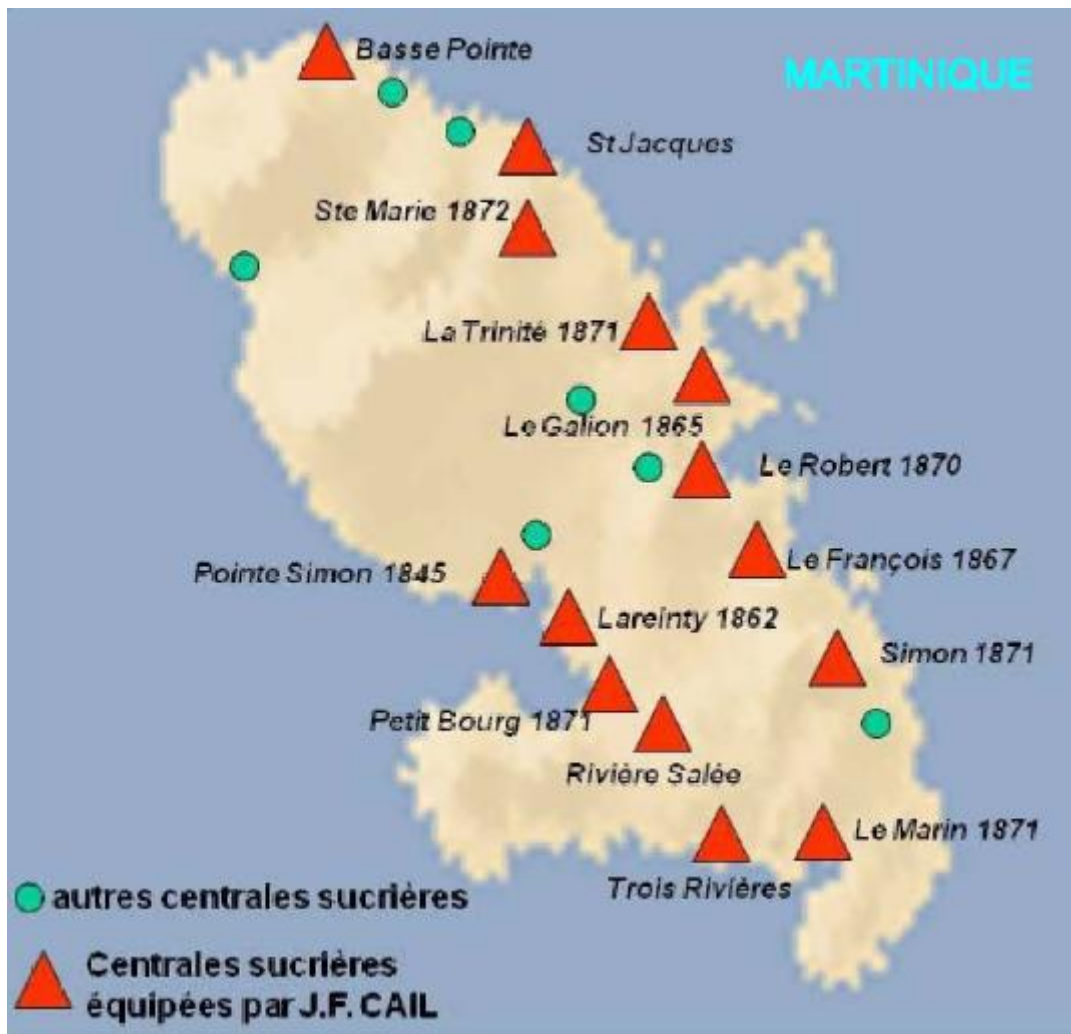 Basse Pointe
MARTINIQUE
St Jacques
Ste Marie 1872
La Trinité 1871
Le Galion 1865
Le Robert 1870
Le François 1867
Pointe Simon 1845
Lareinty 1862
Simon 1871
Petit Bourg 1871
Rivière Salée
Le Marin 1871
Trois Rivières
autres centrales sucrières
Centrales sucrières
équipées par J.F. CAIL